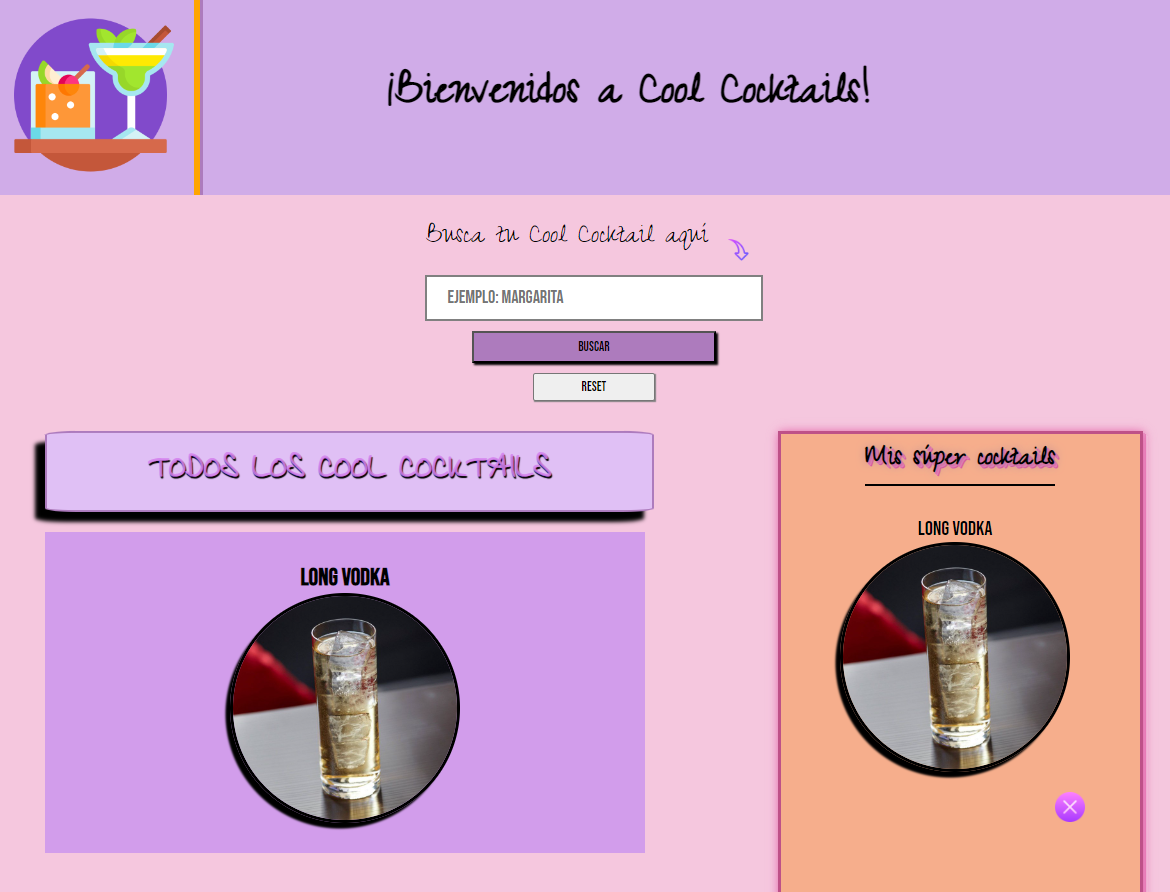 ¡Bienvenidos a Cool Cocktails!
Busca tu Cool Cocktail aquí
EJEMPLO: MARGARITA
BUSCAR
RESET
TODOS LOS COOL COCKTAILS
LONG VODKA
Mis súper cocktails
LONG VODKA